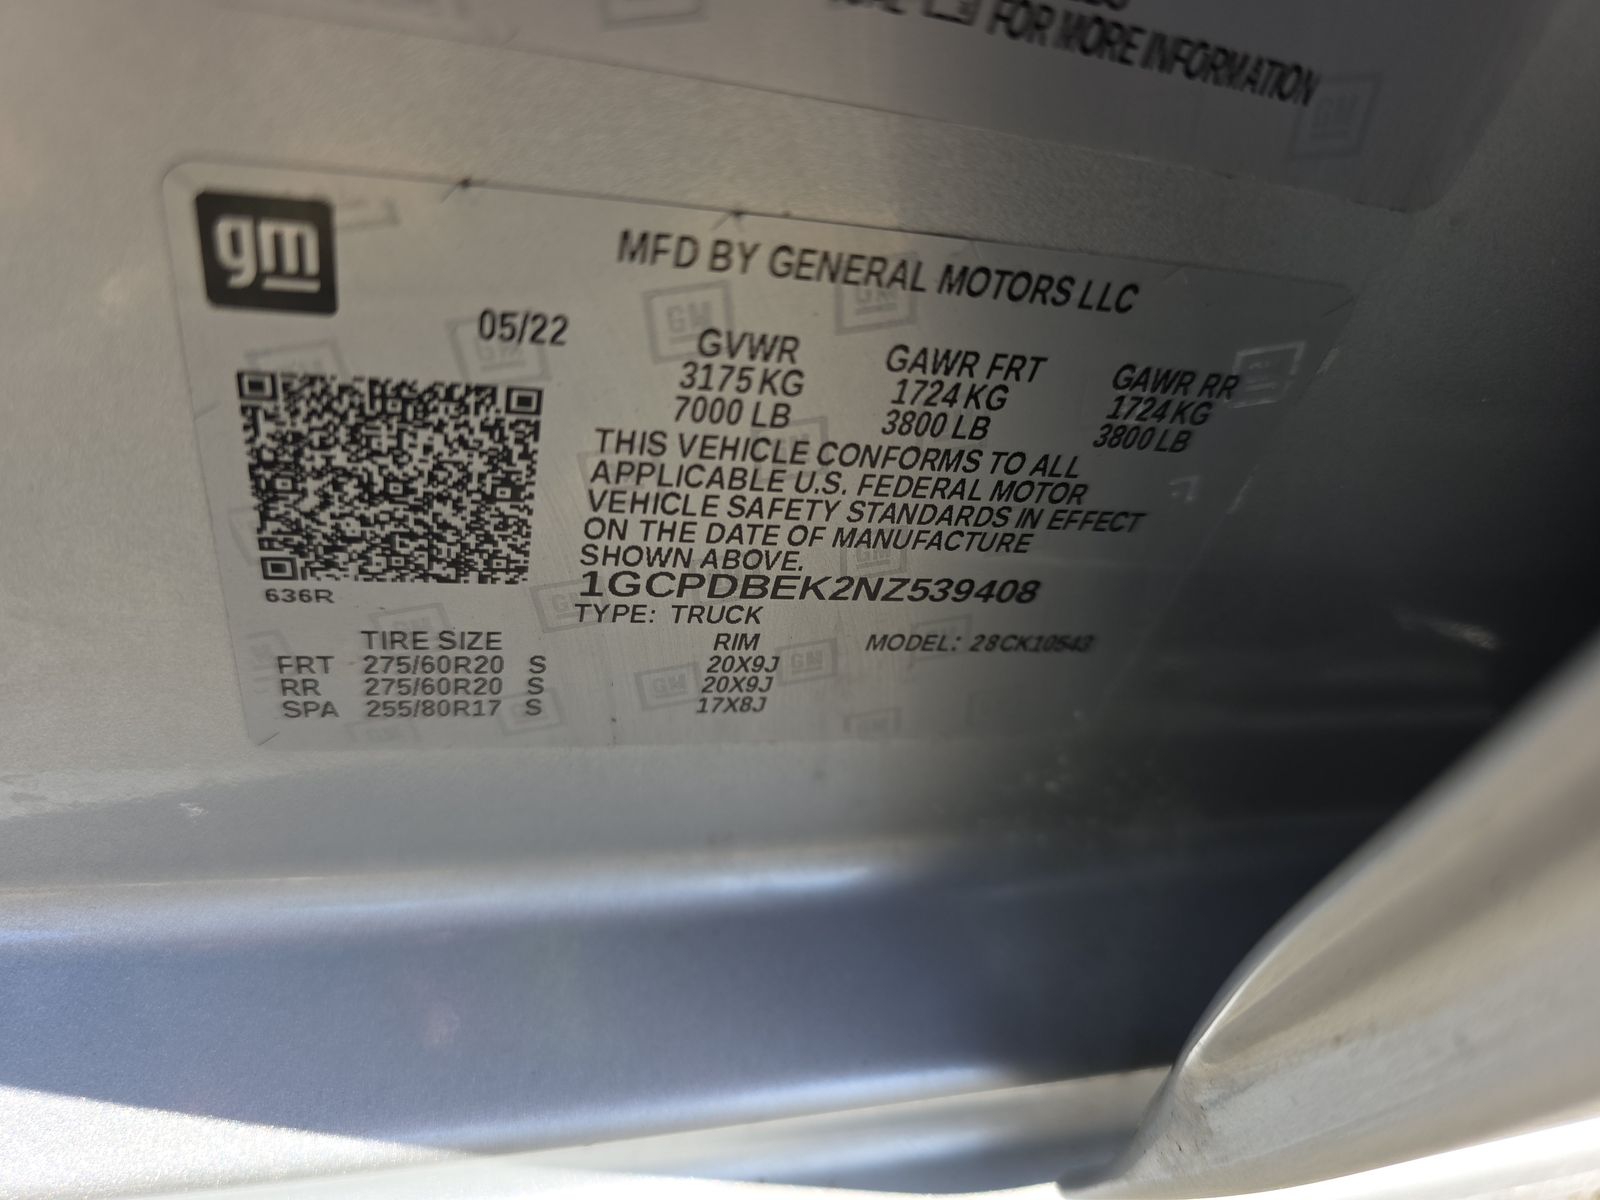 FOR MORE INFORMATION
gm
MFD BY GENERAL MOTORS LLC
05/22
GVWR GAWR FRT GAWR RR
3175 KG 1724 KG 1724 KG
7000 LB 3800 LB 3800 LB
THIS VEHICLE CONFORMS TO ALL
APPLICABLE U.S. FEDERAL MOTOR
VEHICLE SAFETY STANDARDS IN EFFECT
ON THE DATE OF MANUFACTURE
SHOWN ABOVE.
1GCPDBEK2NZ539408
636R
TYPE: TRUCK
TIRE SIZE RIM MODEL: 28CK10543
FRT 275/60R20 S 20X9J
RR 275/60R20 S 20X9J
SPA 255/80R17 S 17X8J